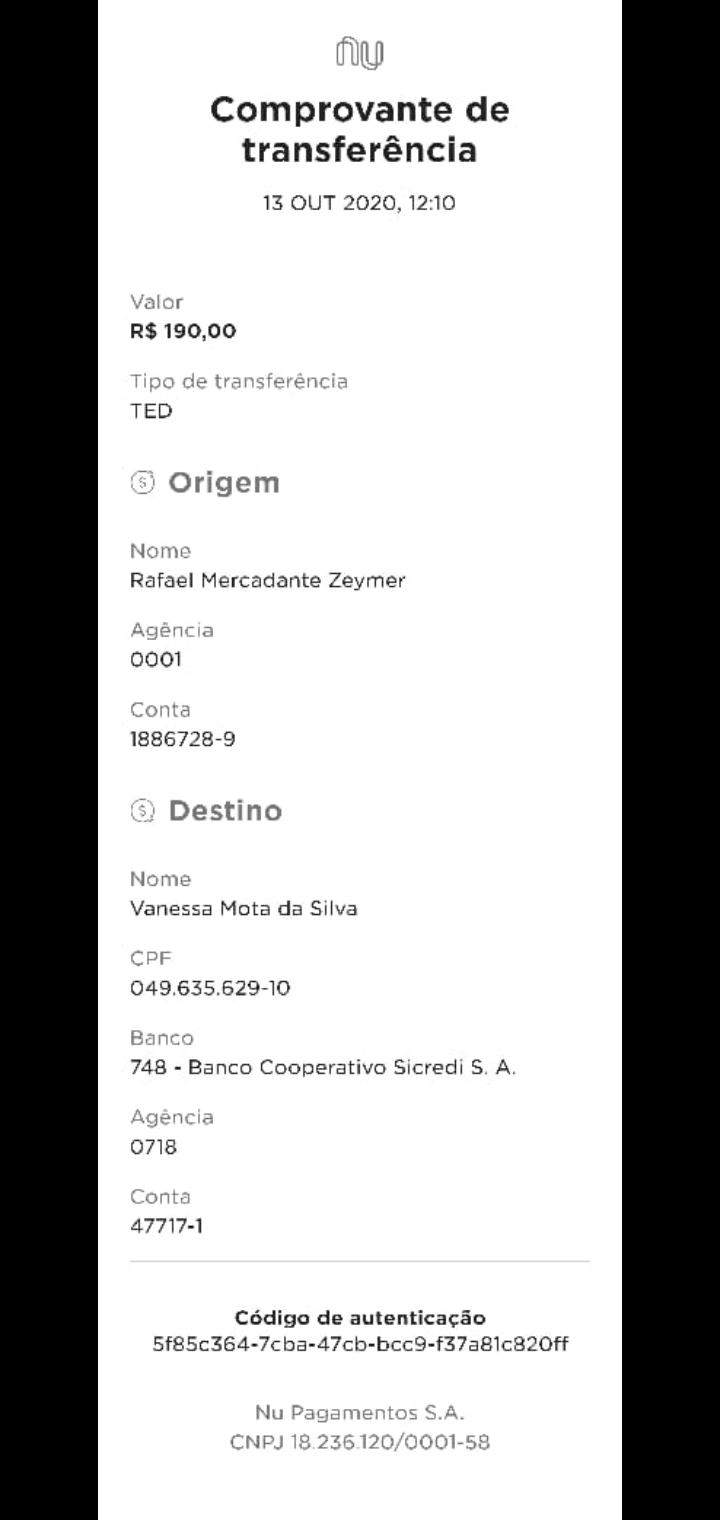 nu
Comprovante de
transferência
13 OUT 2020, 12:10
Valor
R$ 190,00
Tipo de transferência
TED
Origem
Nome
Rafael Mercadante Zeymer
Agência
0001
Conta
1886728-9
Destino
Nome
Vanessa Mota da Silva
CPF
049.635.629-10
Banco
748 - Banco Cooperativo Sicredi S. A.
Agência
0718
Conta
47717-1
Código de autenticação
5f85c364-7cba-47cb-bcc9-f37a81c820ff
Nu Pagamentos S.A.
CNPJ 18.236.120/0001-58